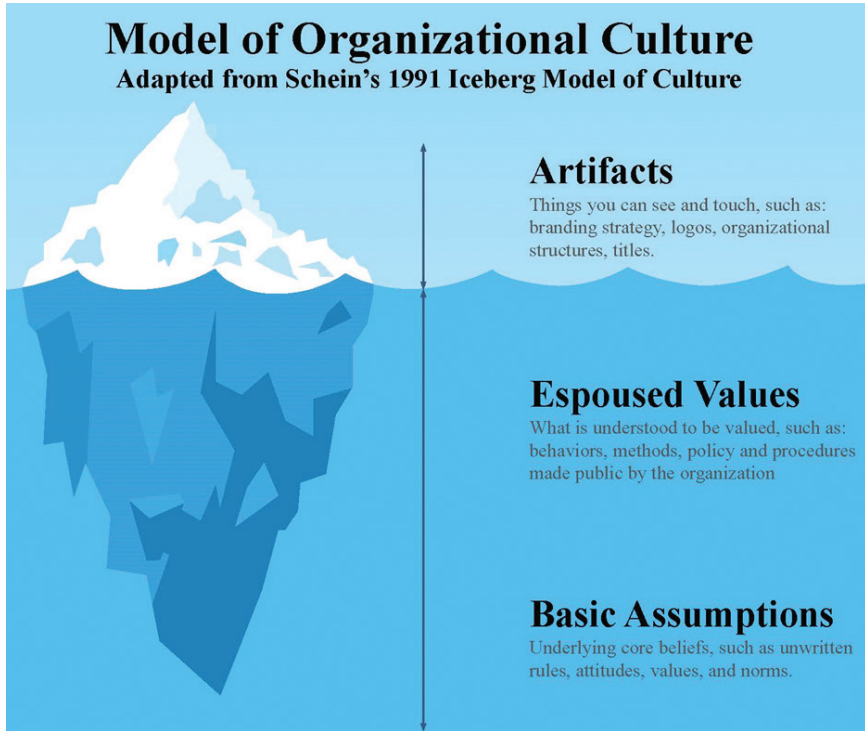 Model of Organizational Culture
Adapted from Schein's 1991 Iceberg Model of Culture
Artifacts
Things you can see and touch, such as:
branding strategy, logos, organizational
structures, titles.
Espoused Values
What is understood to be valued, such as:
behaviors, methods, policy and procedures
made public by the organization
Basic Assumptions
Underlying core beliefs, such as unwritten
rules, attitudes, values, and norms.